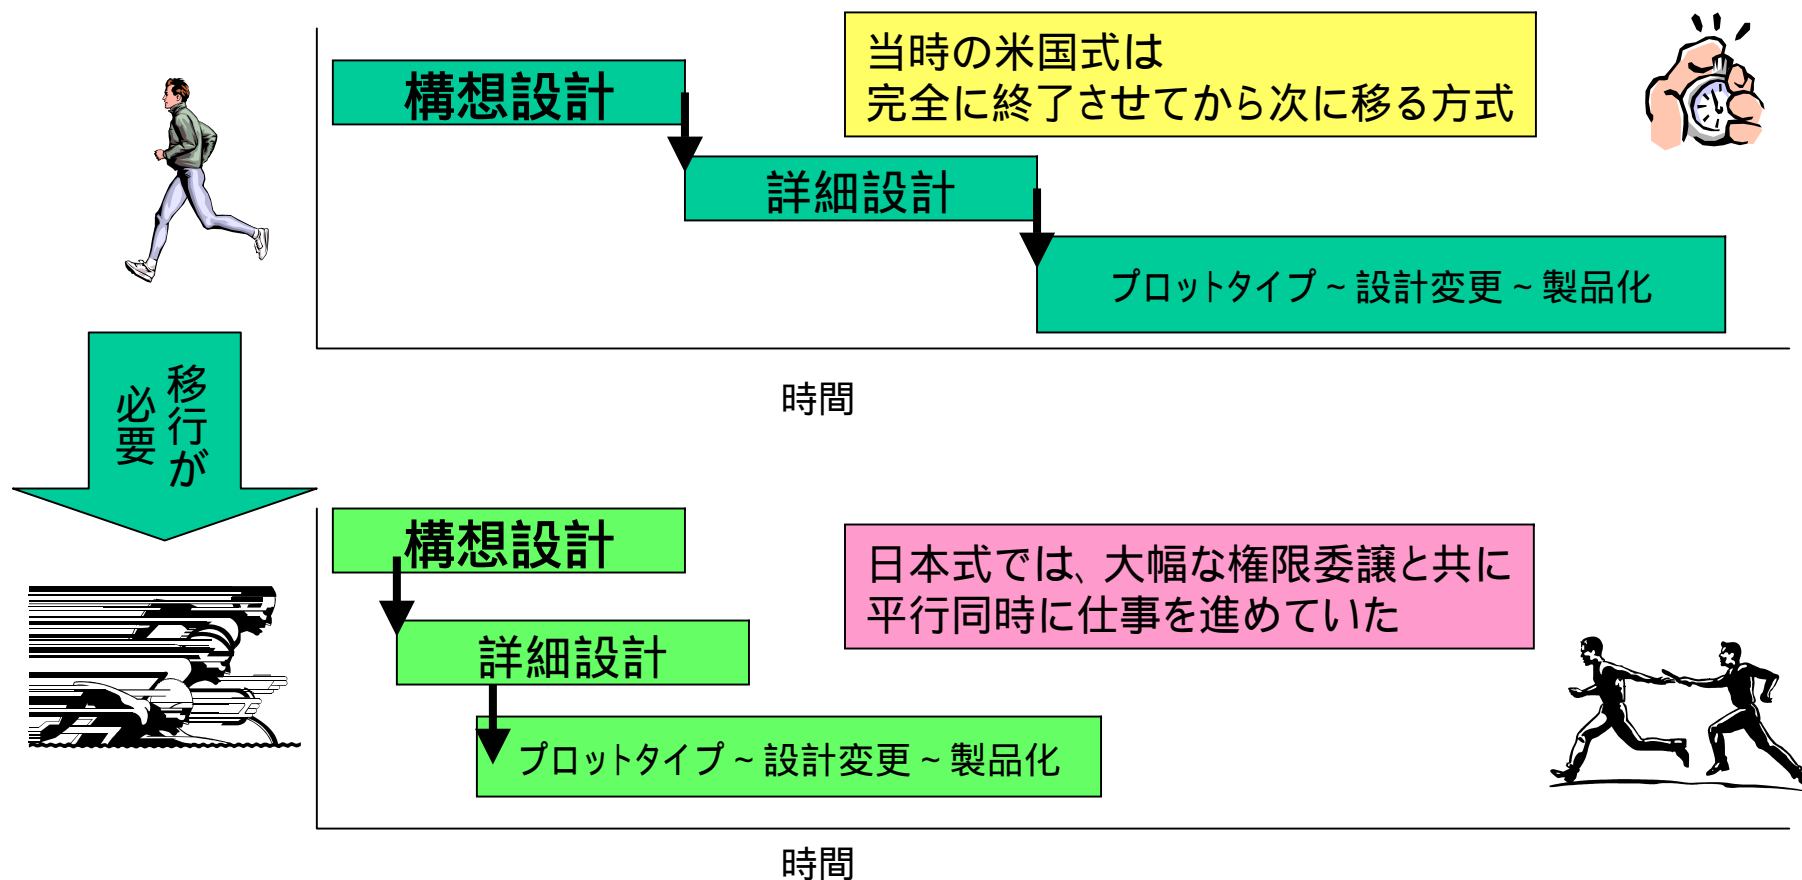 構想設計
当時の米国式は
完全に終了させてから次に移る方式
詳細設計
プロットタイプ~設計変更~製品化
時間
移行が
必要
構想設計
日本式では、大幅な権限委譲と共に
平行同時に仕事を進めていた
詳細設計
プロットタイプ~設計変更~製品化
時間